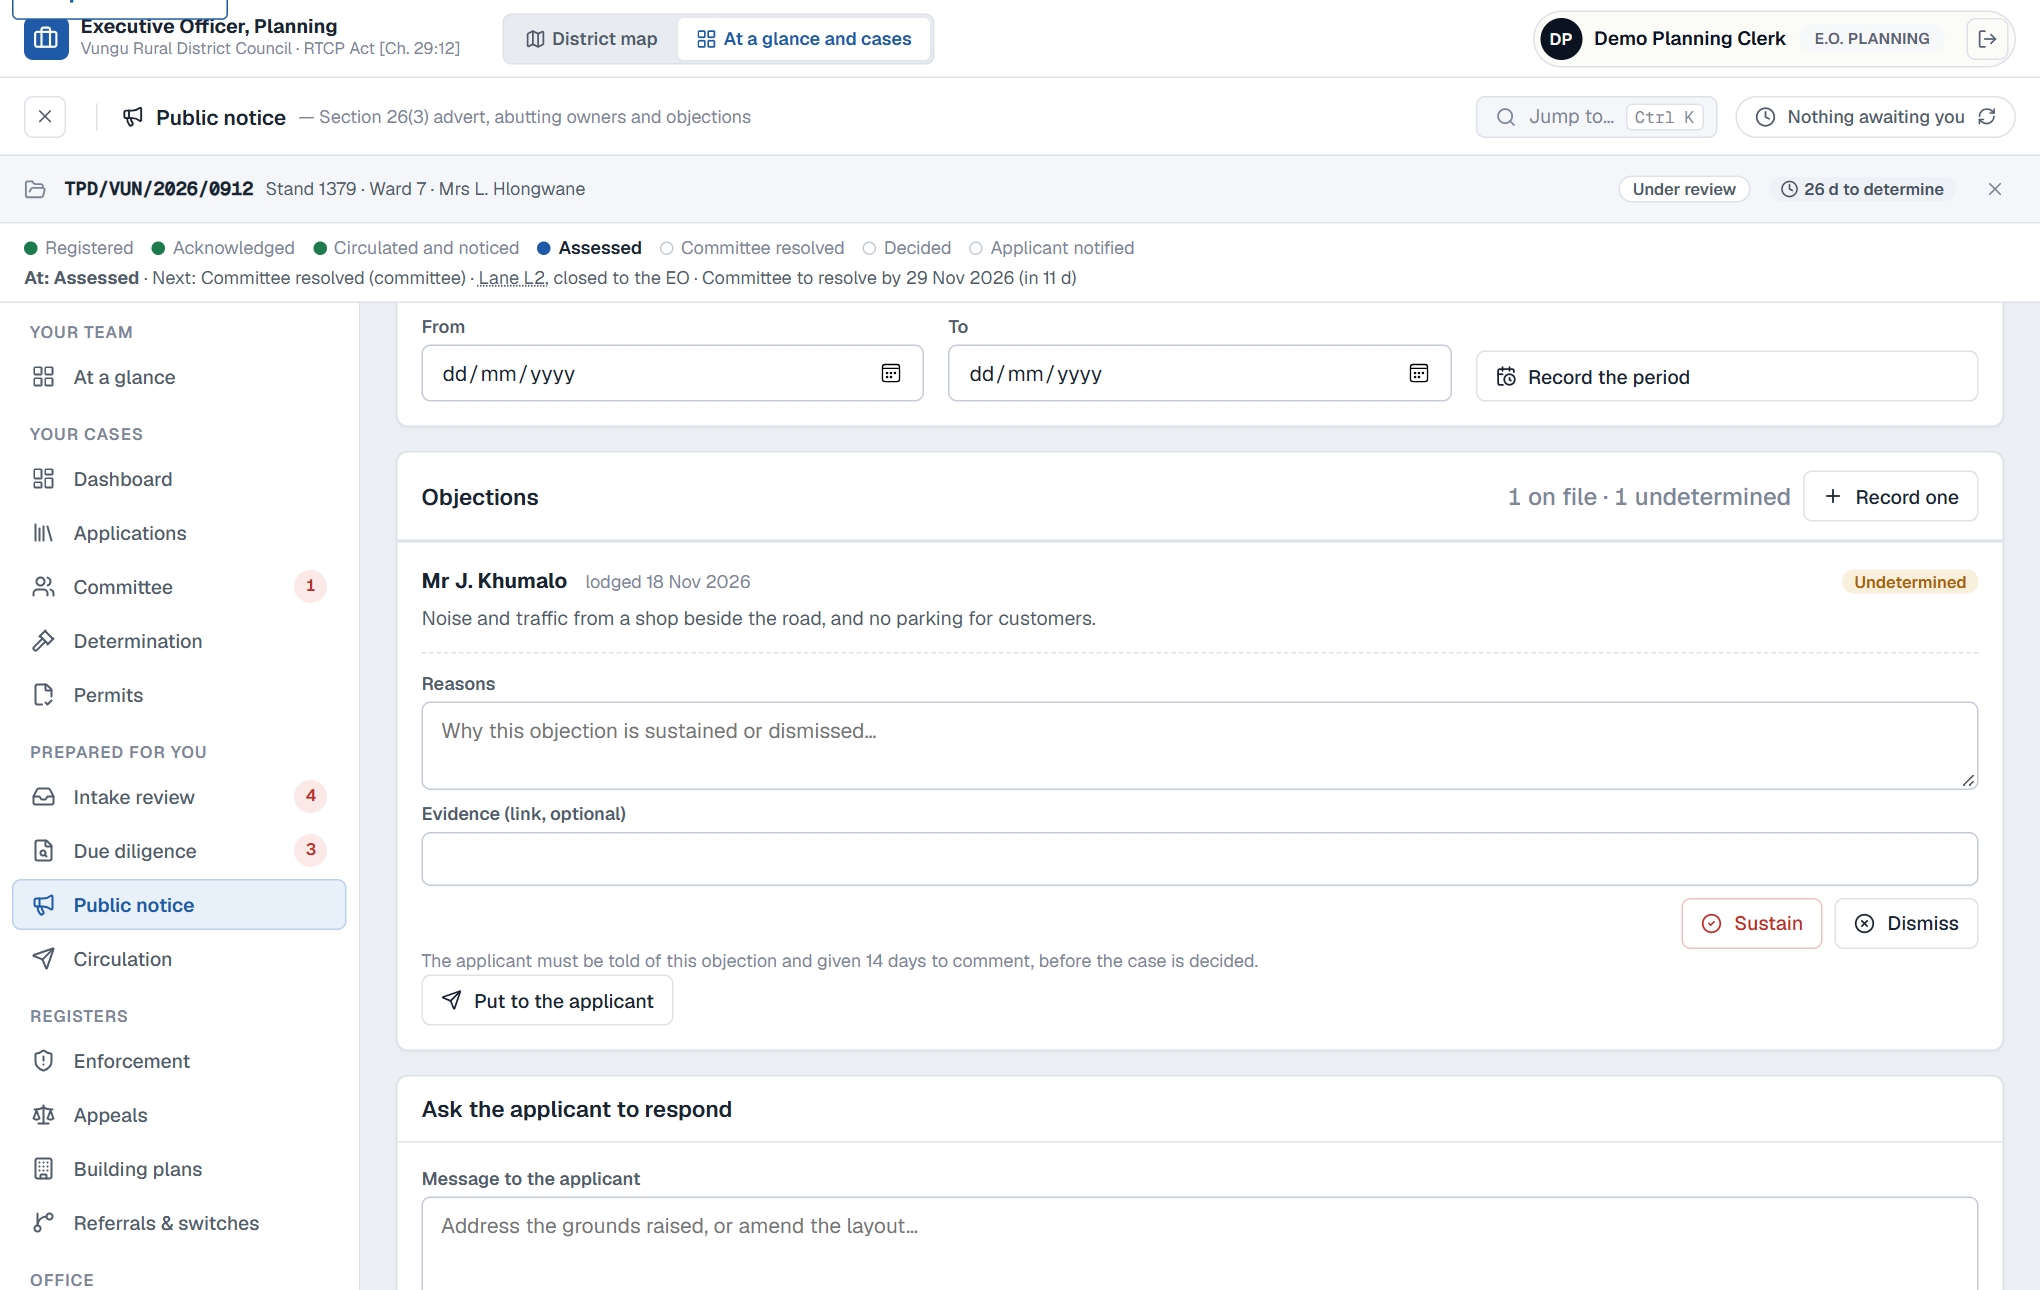 Executive Officer, Planning
Vungu Rural District Council · RTCP Act [Ch. 29:12]
District map
At a glance and cases
DP
Demo Planning Clerk
E.O. PLANNING
Public notice
— Section 26(3) advert, abutting owners and objections
Jump to...
Ctrl K
Nothing awaiting you
TPD/VUN/2026/0912
Stand 1379 · Ward 7 · Mrs L. Hlongwane
Under review
26 d to determine
Registered
Acknowledged
Circulated and noticed
Assessed
Committee resolved
Decided
Applicant notified
At: Assessed · Next: Committee resolved (committee) · Lane L2, closed to the EO · Committee to resolve by 29 Nov 2026 (in 11 d)
YOUR TEAM
At a glance
YOUR CASES
Dashboard
Applications
Committee
1
Determination
Permits
PREPARED FOR YOU
Intake review
4
Due diligence
3
Public notice
Circulation
REGISTERS
Enforcement
Appeals
Building plans
Referrals & switches
OFFICE
From
dd/mm/yyyy
To
dd/mm/yyyy
Record the period
Objections
1 on file · 1 undetermined
Record one
Mr J. Khumalo
lodged 18 Nov 2026
Undetermined
Noise and traffic from a shop beside the road, and no parking for customers.
Reasons
Why this objection is sustained or dismissed...
Evidence (link, optional)
Sustain
Dismiss
The applicant must be told of this objection and given 14 days to comment, before the case is decided.
Put to the applicant
Ask the applicant to respond
Message to the applicant
Address the grounds raised, or amend the layout...